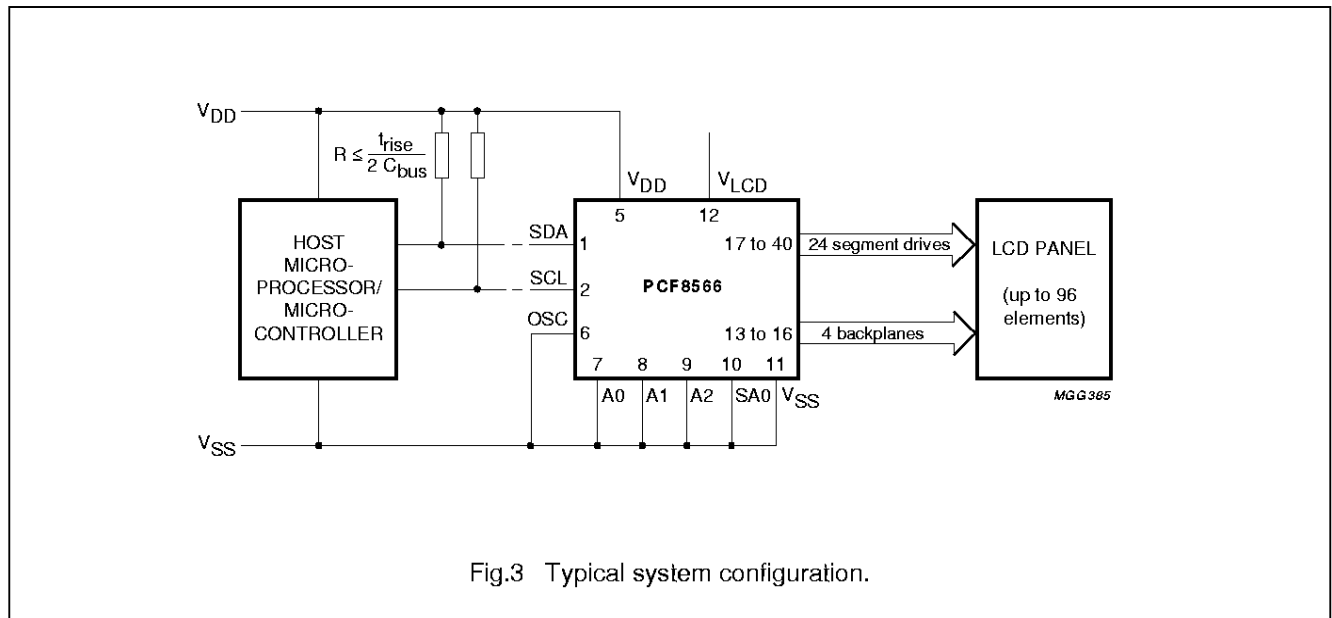 VDD
R ≤ trise
2 Cbus
VDD
VLCD
5
12
HOST
MICRO-
PROCESSOR/
MICRO-
CONTROLLER
SDA
1
SCL
2
OSC
6
PCF8566
17 to 40
24 segment drives
13 to 16
4 backplanes
LCD PANEL
(up to 96
elements)
7 8 9 10 11
A0 A1 A2 SA0 VSS
MGG385
VSS
Fig.3 Typical system configuration.